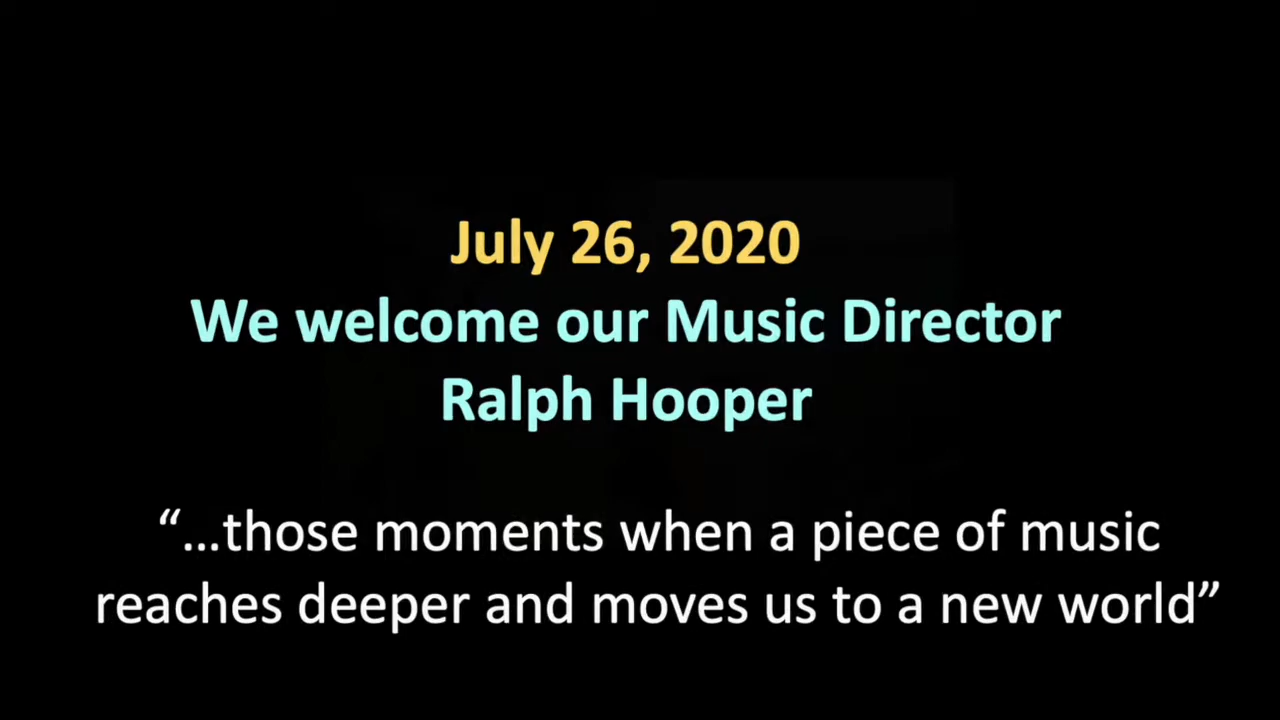 July 26, 2020
We welcome our Music Director
Ralph Hooper
“...those moments when a piece of music
reaches deeper and moves us to a new world”